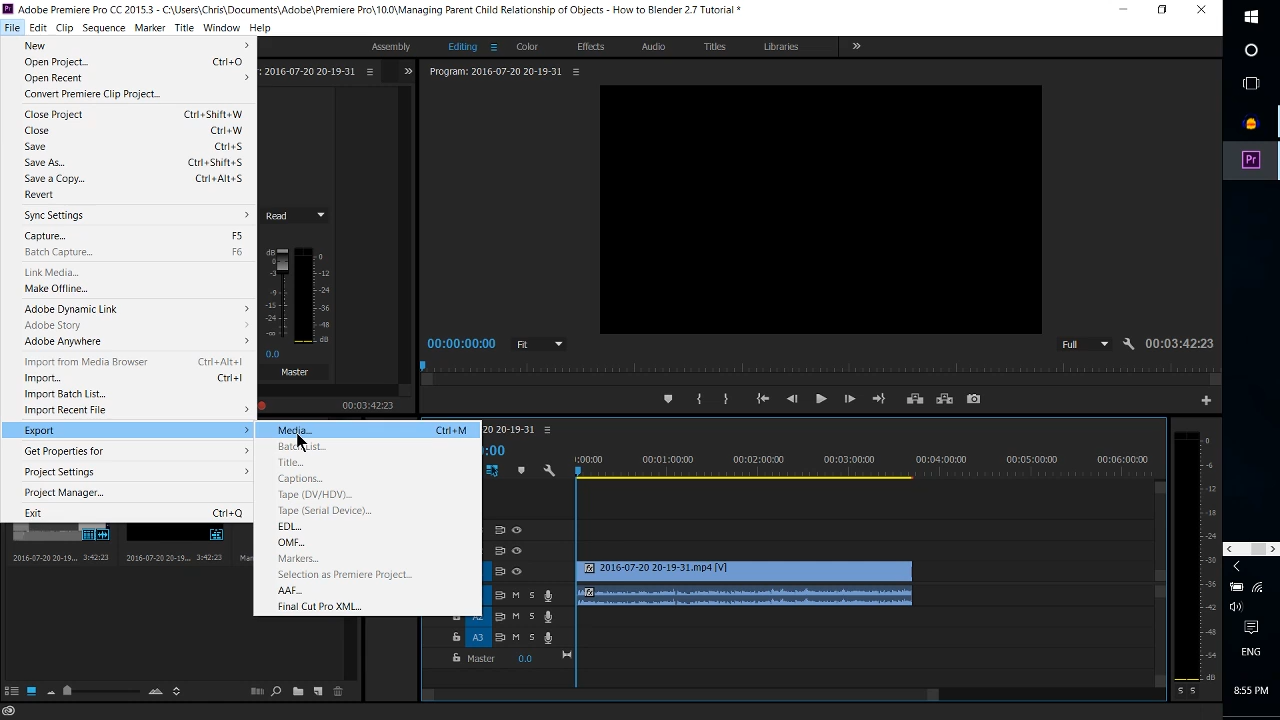 Adobe Premiere Pro CC 2015.3 - C:\Users\Chris\Documents\Adobe\Premiere Pro\10.0\Managing Parent Child Relationship of Objects - How to Blender 2.7 Tutorial *
File Edit Clip Sequence Marker Title Window Help
Assembly Editing Color Effects Audio Titles Libraries
New
Open Project... Ctrl+O
Open Recent
Convert Premiere Clip Project...
Close Project Ctrl+Shift+W
Close Ctrl+W
Save Ctrl+S
Save As... Ctrl+Shift+S
Save a Copy... Ctrl+Alt+S
Revert
Sync Settings
Capture... F5
Batch Capture... F6
Link Media...
Make Offline...
Adobe Dynamic Link
Adobe Story
Adobe Anywhere
Import from Media Browser Ctrl+Alt+I
Import... Ctrl+I
Import Batch List...
Import Recent File
Export
Get Properties for
Project Settings
Project Manager...
Exit Ctrl+Q
Media... Ctrl+M
List...
Title...
Captions...
Tape (DV/HDV)...
Tape (Serial Device)...
EDL...
OMF...
Markers...
Selection as Premiere Project...
AAF...
Final Cut Pro XML...
: 2016-07-20 20-19-31
Read
dB
0
-3
-9
-15
-24
-∞
0
-12
-24
-36
-48
dB
0.0
Master
00:03:42:23
Program: 2016-07-20 20-19-31
00:00:00:00 Fit Full 00:03:42:23
20 20-19-31
:00
:00:00 00:01:00:00 00:02:00:00 00:03:00:00 00:04:00:00 00:05:00:00 00:06:00:00
fx 2016-07-20 20-19-31.mp4 [V]
fx
M S
A2 M S
A3 M S
Master 0.0
2016-07-20 20-19... 3:42:23
2016-07-20 20-19... 3:42:23
0
-6
-12
-18
-24
-30
-36
-42
-48
-54
dB
S S
Pr
ENG
8:55 PM